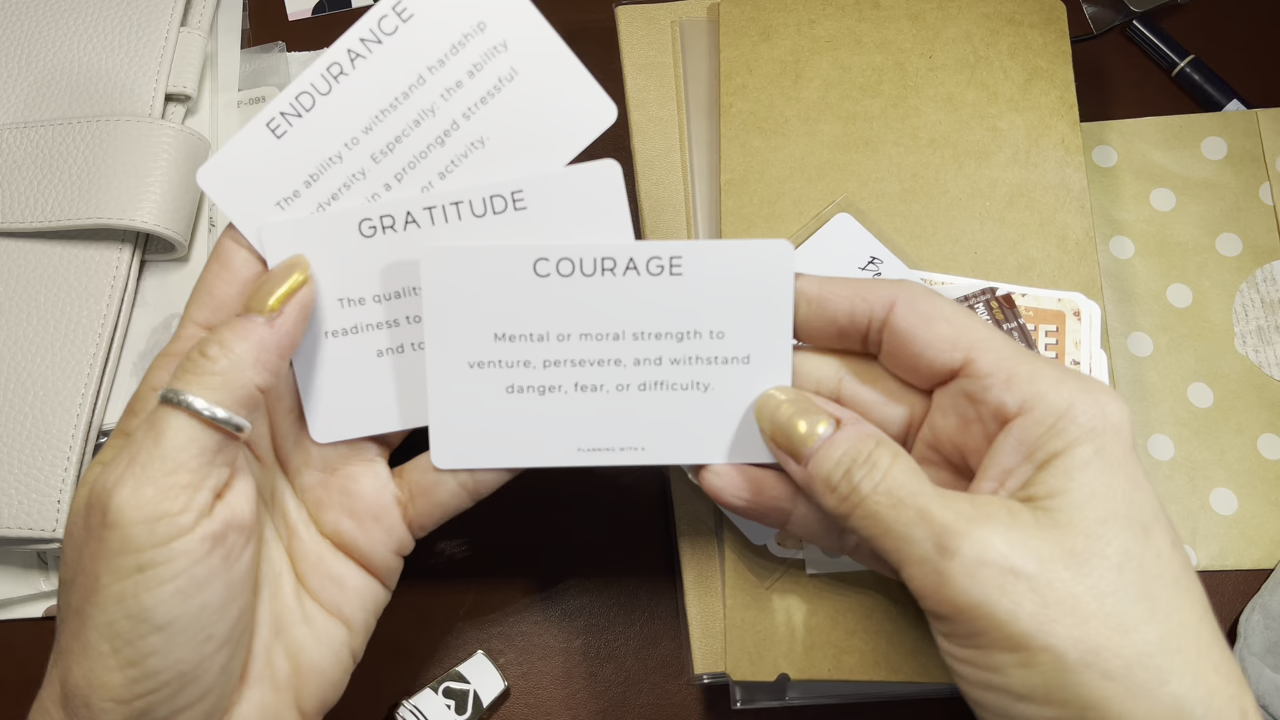 ENDURANCE
The ability to withstand hardship
adversity. Especially: the ability
in a prolonged stressful
or activity.
GRATITUDE
The quality
readiness to
and to
COURAGE
Mental or moral strength to
venture, persevere, and withstand
danger, fear, or difficulty.
PLANNING WITH K
P-093
Be
Flat W